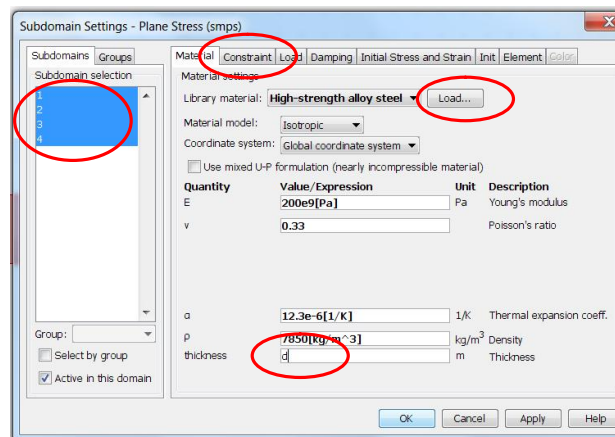 Subdomain Settings - Plane Stress (smps)
Subdomains Groups
Subdomain selection
1
2
3
4
Group:
Select by group
Active in this domain
Material Constraint Load Damping Initial Stress and Strain Init Element Color
Material settings
Library material: High-strength alloy steel Load...
Material model: Isotropic
Coordinate system: Global coordinate system
Use mixed U-P formulation (nearly incompressible material)
Quantity Value/Expression Unit Description
E 200e9[Pa] Pa Young's modulus
ν 0.33 Poisson's ratio
α 12.3e-6[1/K] 1/K Thermal expansion coeff.
ρ 7850[kg/m^3] kg/m³ Density
thickness d m Thickness
OK Cancel Apply Help